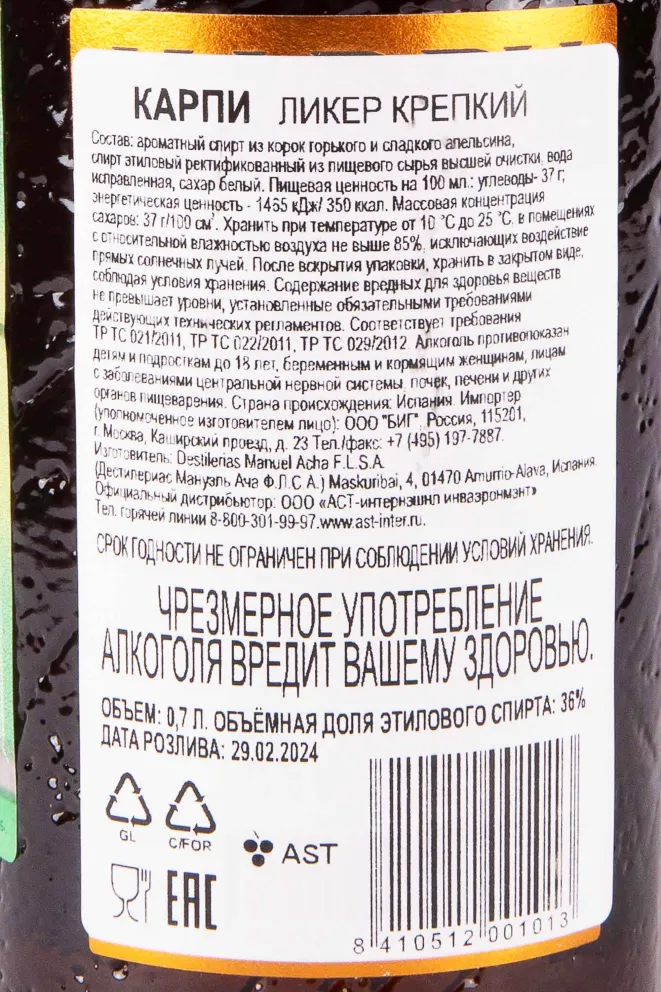 КАРПИ ЛИКЕР КРЕПКИЙ
Состав: ароматный спирт из корок горького и сладкого апельсина,
спирт этиловый ректификованный из пищевого сырья высшей очистки, вода
исправленная, сахар белый. Пищевая ценность на 100 мл.: углеводы- 37 г;
энергетическая ценность - 1465 кДж/ 350 ккал. Массовая концентрация
сахаров: 37 г/100 см³. Хранить при температуре от 10 °С до 25 °С, в помещениях
с относительной влажностью воздуха не выше 85%, исключающих воздействие
прямых солнечных лучей. После вскрытия упаковки, хранить в закрытом виде,
соблюдая условия хранения. Содержание вредных для здоровья веществ
не превышает уровни, установленные обязательными требованиями
действующих технических регламентов. Соответствует требования
ТР ТС 021/2011, ТР ТС 022/2011, ТР ТС 029/2012. Алкоголь противопоказан
детям и подросткам до 18 лет, беременным и кормящим женщинам, лицам
с заболеваниями центральной нервной системы, почек, печени и других
органов пищеварения. Страна происхождения: Испания. Импортер
(уполномоченное изготовителем лицо): ООО "БИГ", Россия, 115201,
г. Москва, Каширский проезд, д. 23 Тел./факс: +7 (495) 197-7887.
Изготовитель: Destilerias Manuel Acha F.L.S.A.
(Дестилериас Мануэль Ача Ф.Л.С.А.) Maskuribai, 4, 01470 Amurrio-Alava, Испания.
Официальный дистрибьютор: ООО «АСТ-интернэшнл инваэронмэнт»
Тел. горячей линии 8-800-301-99-97.www.ast-inter.ru.
СРОК ГОДНОСТИ НЕ ОГРАНИЧЕН ПРИ СОБЛЮДЕНИИ УСЛОВИЙ ХРАНЕНИЯ.
ЧРЕЗМЕРНОЕ УПОТРЕБЛЕНИЕ
АЛКОГОЛЯ ВРЕДИТ ВАШЕМУ ЗДОРОВЬЮ.
ОБЪЕМ: 0,7 Л. ОБЪЁМНАЯ ДОЛЯ ЭТИЛОВОГО СПИРТА: 36%
ДАТА РОЗЛИВА: 29.02.2024
GL C/FOR
AST
EAC
8 410512 001013